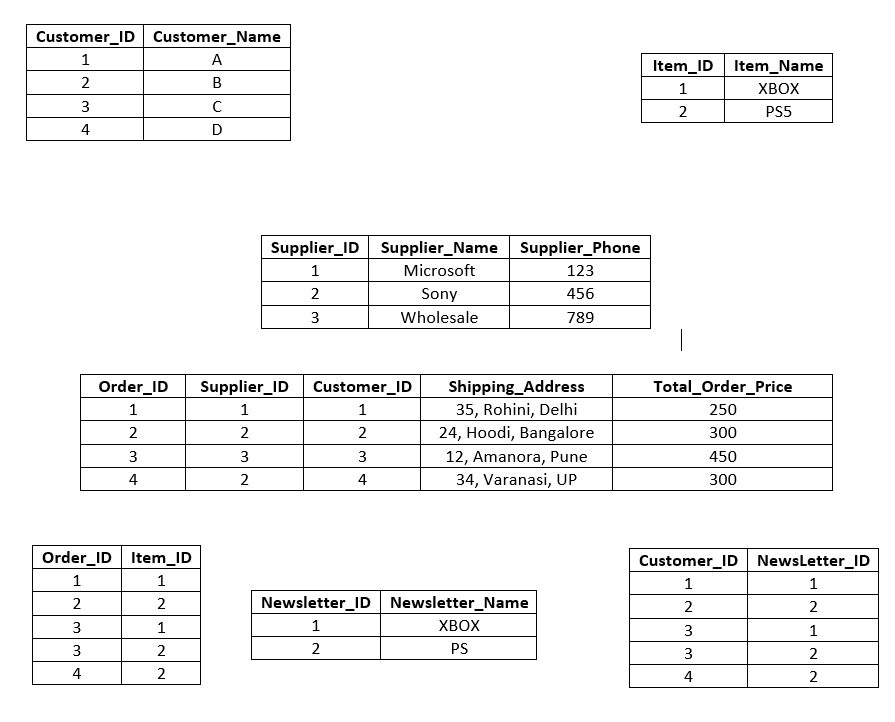 Customer_ID Customer_Name
1 A
2 B
3 C
4 D
Item_ID Item_Name
1 XBOX
2 PS5
Supplier_ID Supplier_Name Supplier_Phone
1 Microsoft 123
2 Sony 456
3 Wholesale 789
Order_ID Supplier_ID Customer_ID Shipping_Address Total_Order_Price
1 1 1 35, Rohini, Delhi 250
2 2 2 24, Hoodi, Bangalore 300
3 3 3 12, Amanora, Pune 450
4 2 4 34, Varanasi, UP 300
Order_ID Item_ID
1 1
2 2
3 1
3 2
4 2
Newsletter_ID Newsletter_Name
1 XBOX
2 PS
Customer_ID NewsLetter_ID
1 1
2 2
3 1
3 2
4 2